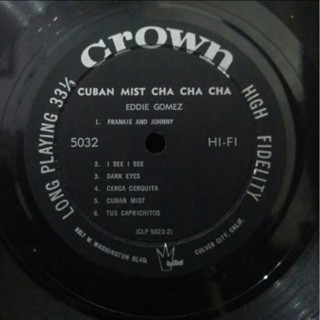 crown
CUBAN MIST CHA CHA CHA
EDDIE GOMEZ
1. FRANKIE AND JOHNNY
5032 HI-FI
2. I SEE I SEE
3. DARK EYES
4. CERCA CERQUITA
5. CUBAN MIST
6. TUS CAPRICHITOS
(CLP 5023-2)
LONG PLAYING 33⅓
HIGH FIDELITY
W. WASHINGTON BLVD.
CULVER CITY, CALIF.